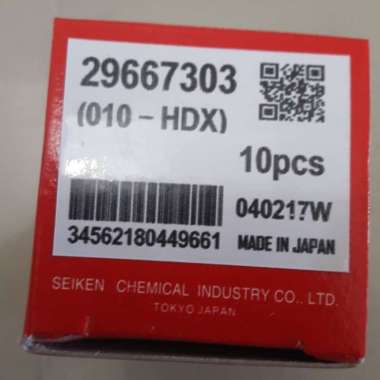 29667303
(010 - HDX)
10pcs
040217W
34562180449661
MADE IN JAPAN
SEIKEN CHEMICAL INDUSTRY CO., LTD.
TOKYO JAPAN